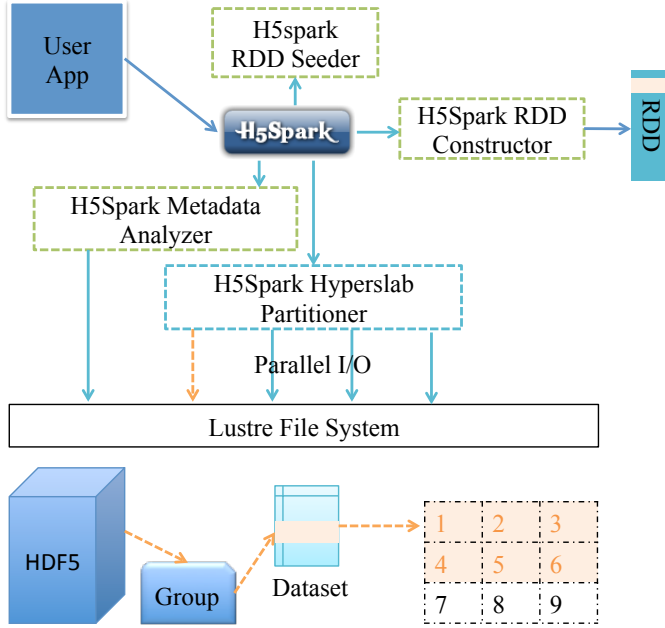 User
App
H5spark
RDD Seeder
H5Spark
H5Spark RDD
Constructor
RDD
H5Spark Metadata
Analyzer
H5Spark Hyperslab
Partitioner
Parallel I/O
Lustre File System
HDF5
Group
Dataset
1 2 3
4 5 6
7 8 9